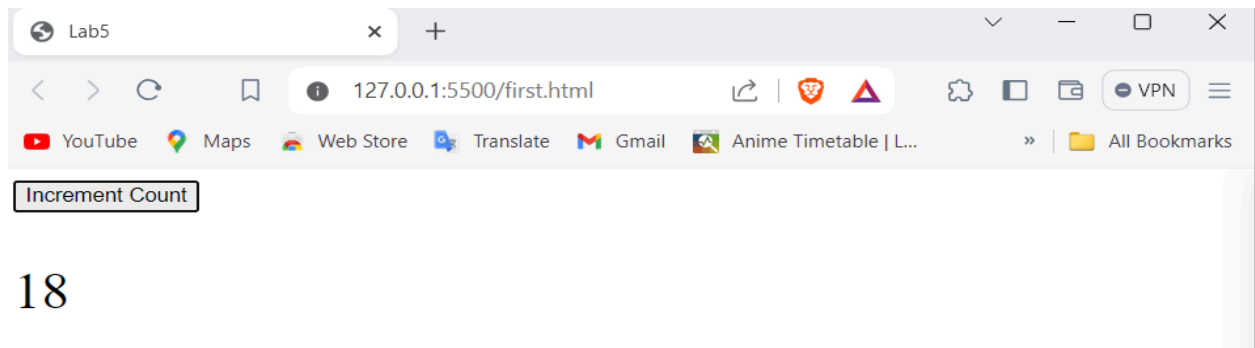 Lab5
127.0.0.1:5500/first.html VPN
YouTube Maps Web Store Translate Gmail Anime Timetable | L... » All Bookmarks
Increment Count
18